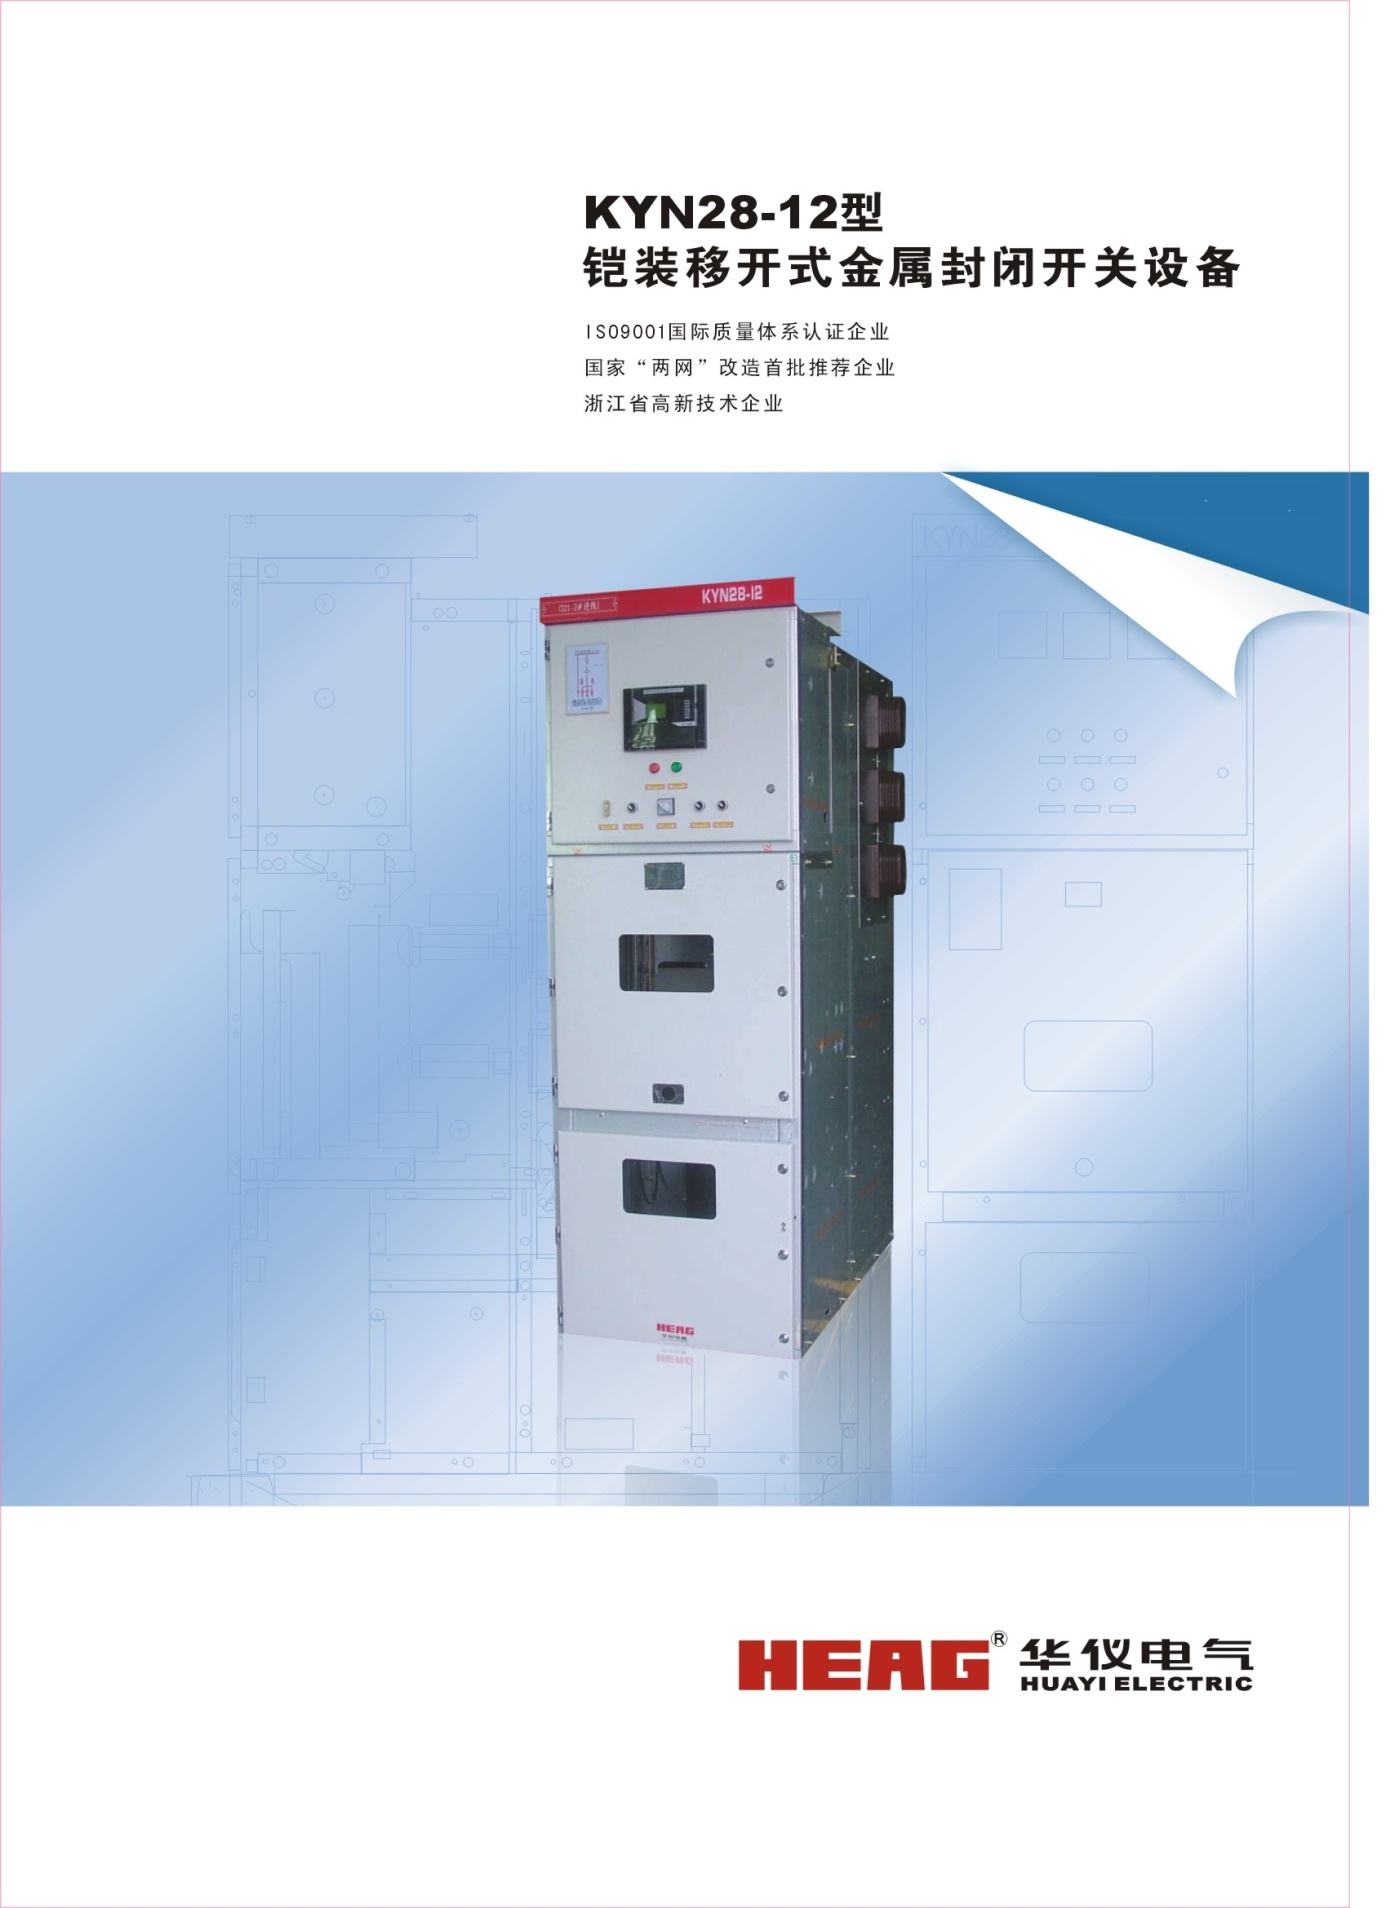 KYN28-12型
铠装移开式金属封闭开关设备
ISO9001国际质量体系认证企业
国家“两网”改造首批推荐企业
浙江省高新技术企业
KYN28-12
HEAG
HEAG® 华仪电气
HUAYI ELECTRIC